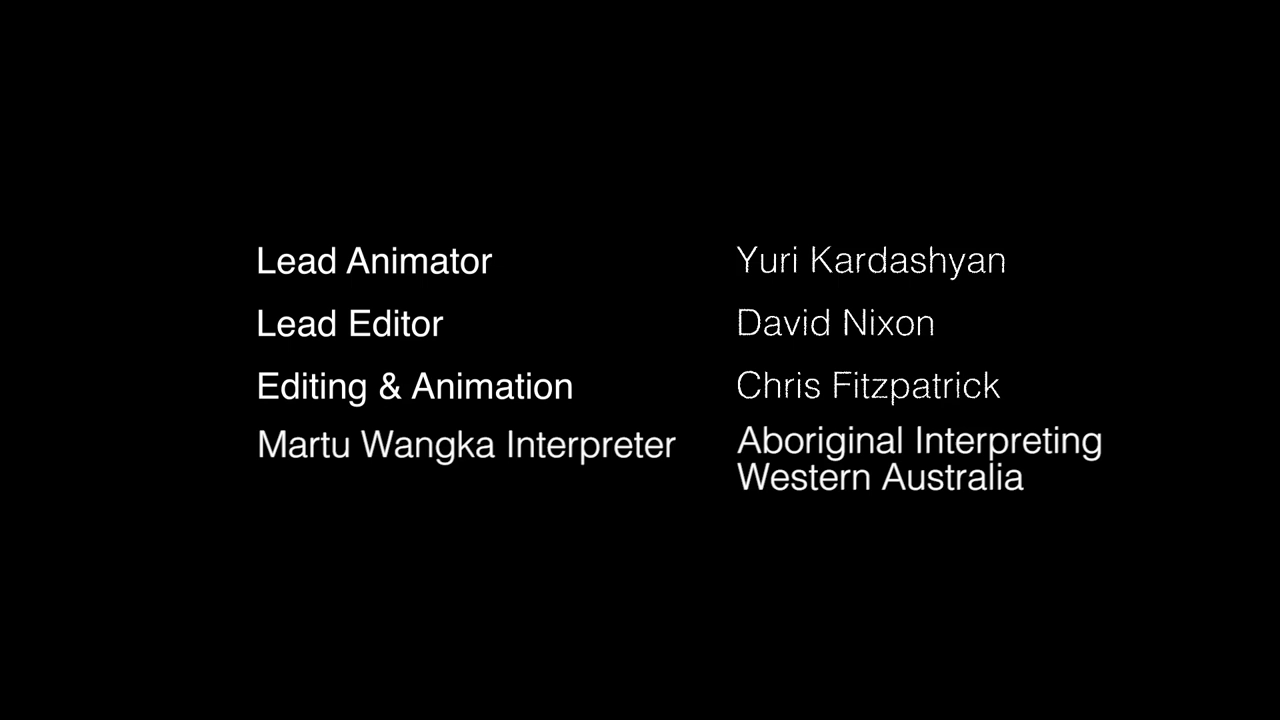 Lead Animator Yuri Kardashyan
Lead Editor David Nixon
Editing & Animation Chris Fitzpatrick
Martu Wangka Interpreter Aboriginal Interpreting
Western Australia